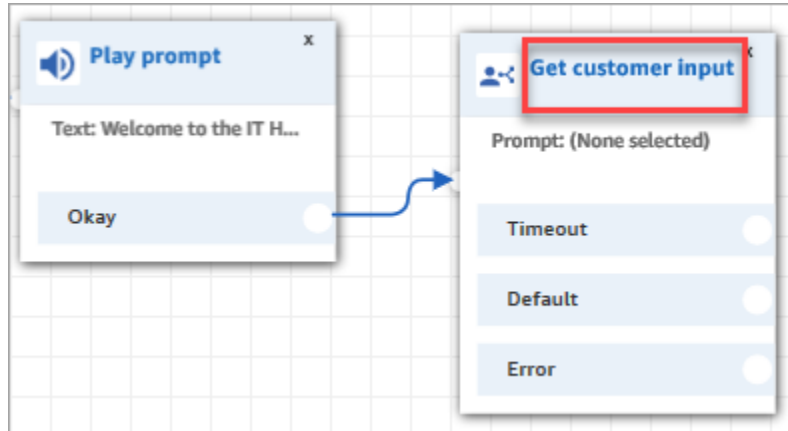 Play prompt
x
Text: Welcome to the IT H...
Okay
Get customer input
x
Prompt: (None selected)
Timeout
Default
Error